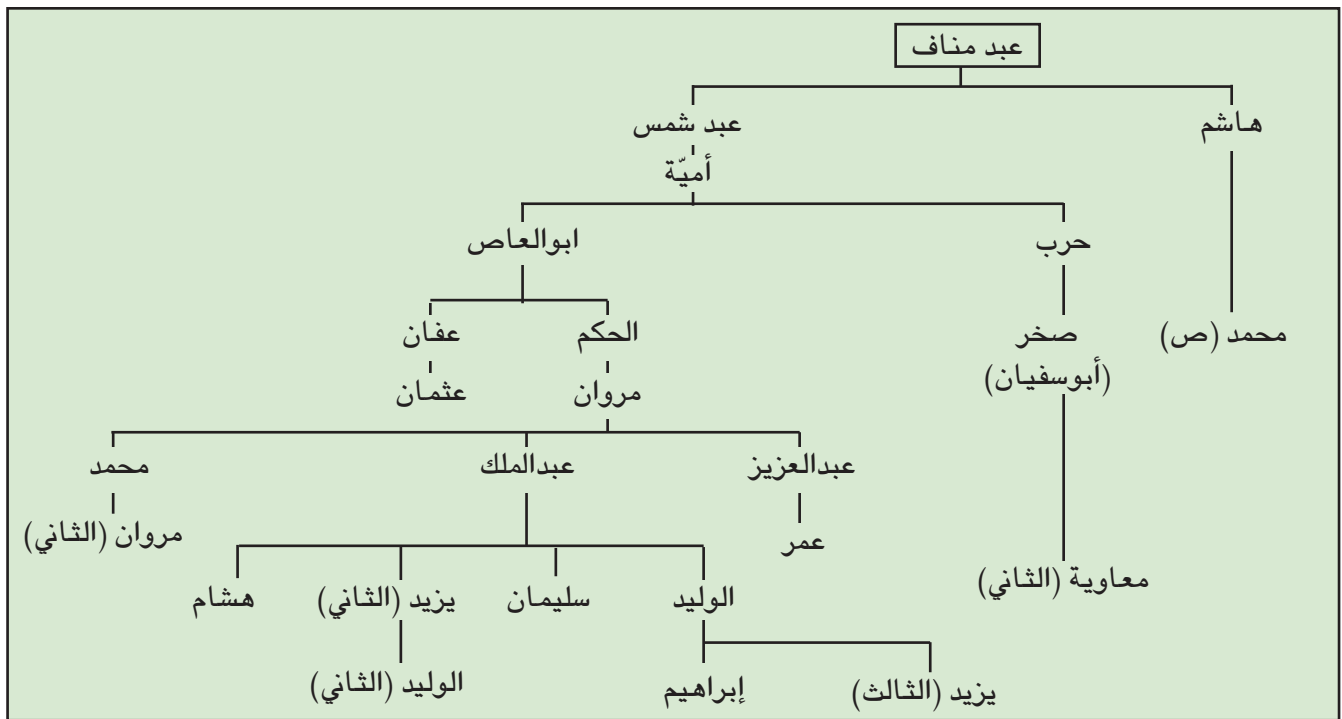 عبد مناف
هاشم عبد شمس
أميّة
حرب ابوالعاص
صخر الحكم عفان
محمد (ص)
(أبوسفيان) مروان عثمان
عبدالعزيز عبدالملك محمد
عمر مروان (الثاني)
معاوية (الثاني)
الوليد سليمان يزيد (الثاني) هشام
يزيد (الثالث) إبراهيم الوليد (الثاني)